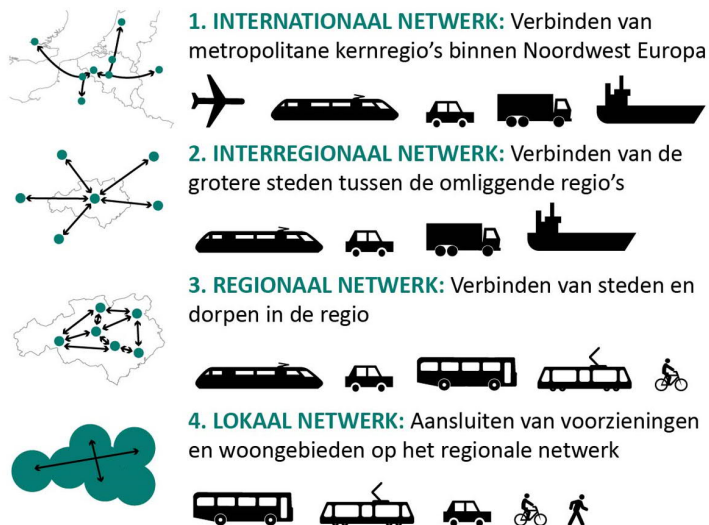 1. INTERNATIONAAL NETWERK: Verbinden van
metropolitane kernregio's binnen Noordwest Europa
2. INTERREGIONAAL NETWERK: Verbinden van de
grotere steden tussen de omliggende regio's
3. REGIONAAL NETWERK: Verbinden van steden en
dorpen in de regio
4. LOKAAL NETWERK: Aansluiten van voorzieningen
en woongebieden op het regionale netwerk